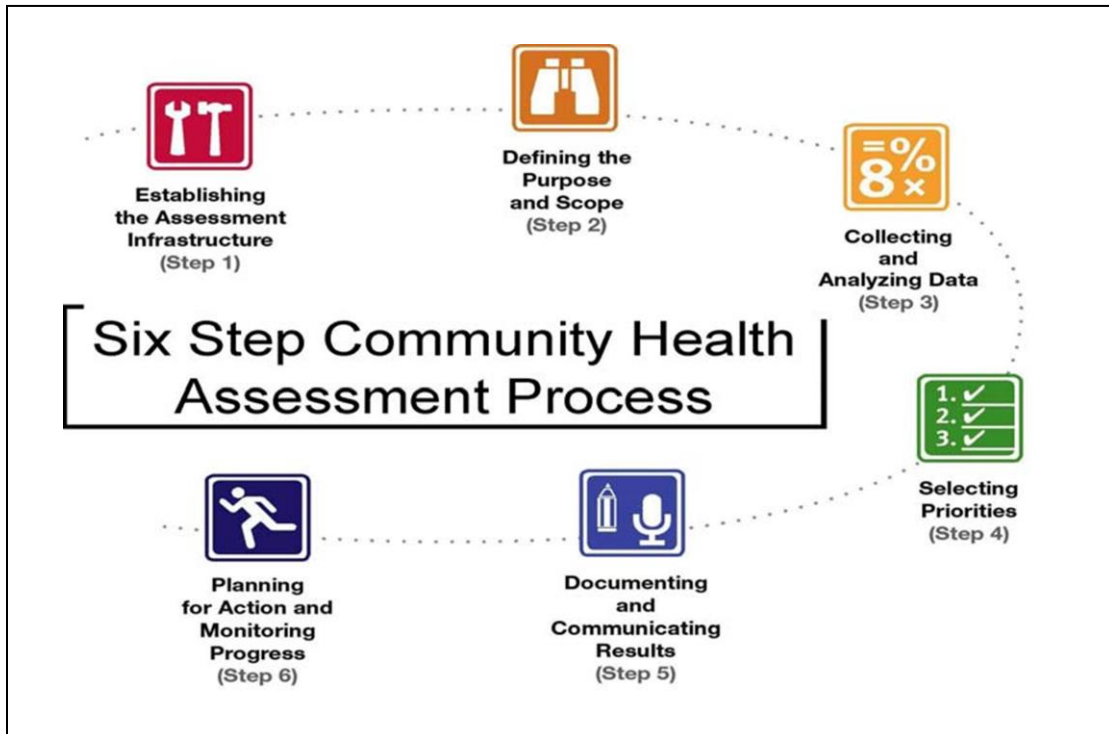 Establishing
the Assessment
Infrastructure
(Step 1)
Defining the
Purpose
and Scope
(Step 2)
=%
8×
Collecting
and
Analyzing Data
(Step 3)
Six Step Community Health
Assessment Process
1. ✓
2. ✓
3. ✓
Selecting
Priorities
(Step 4)
Documenting
and
Communicating
Results
(Step 5)
Planning
for Action and
Monitoring
Progress
(Step 6)